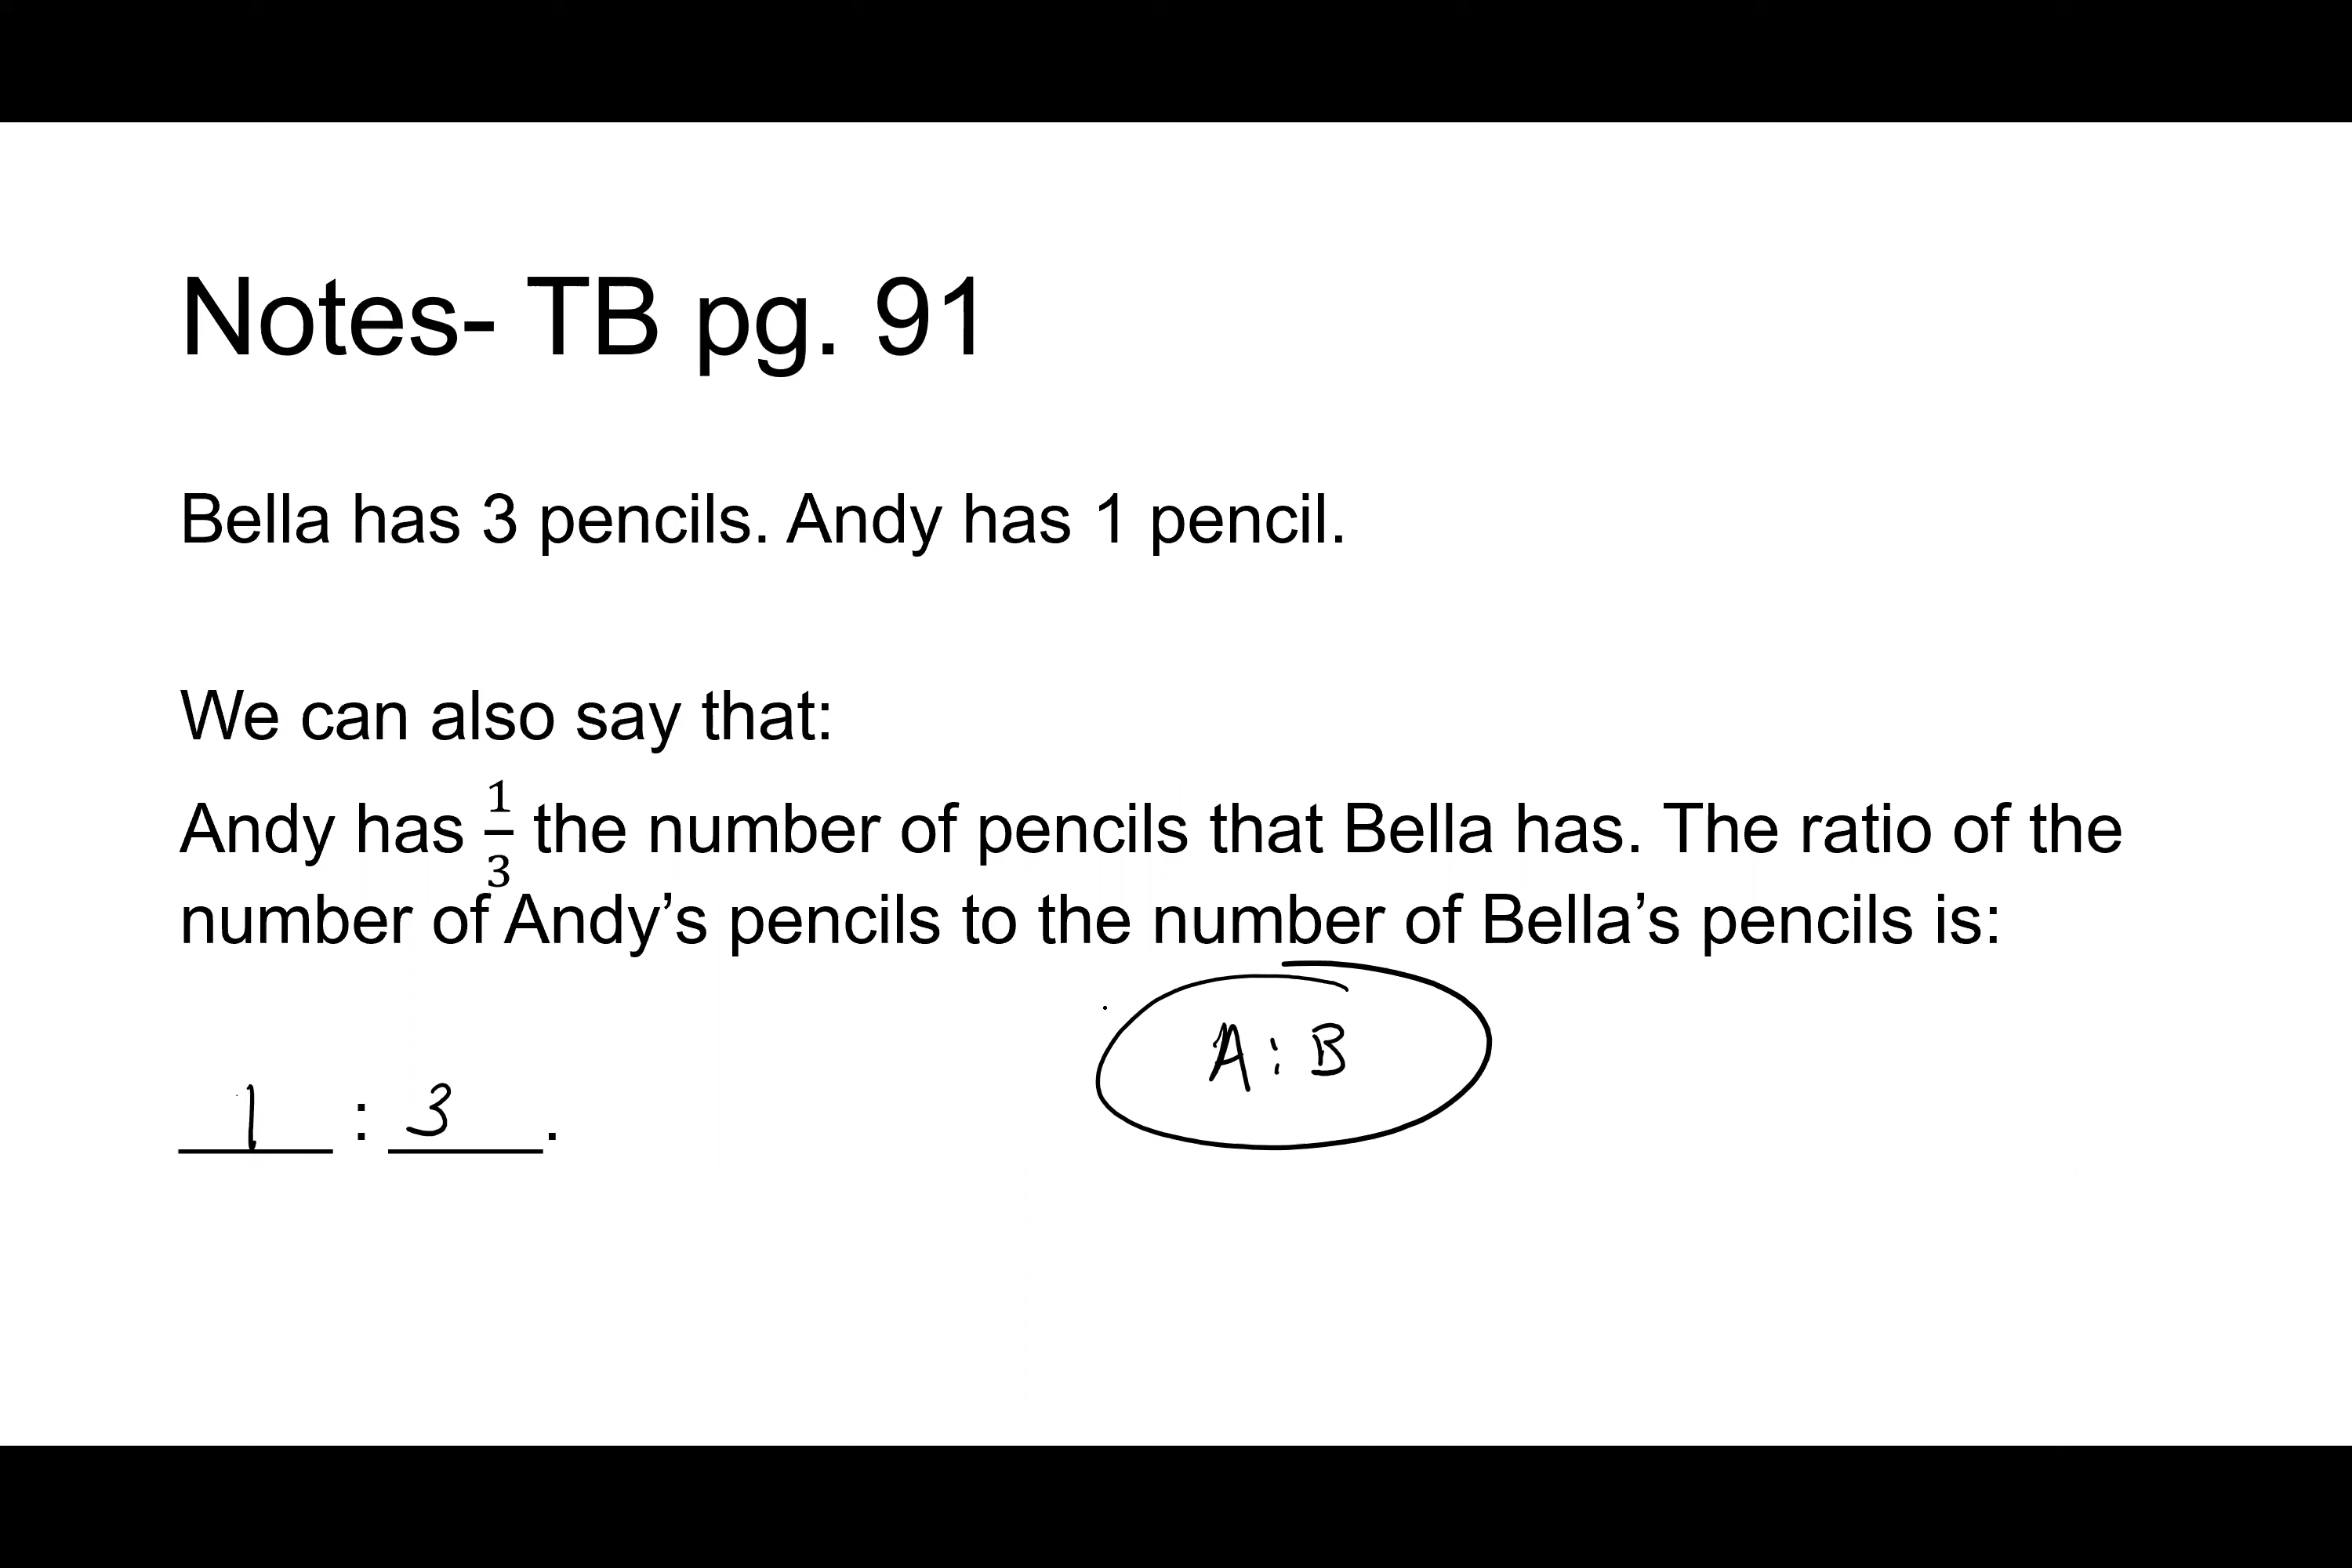 Notes- TB pg. 91
Bella has 3 pencils. Andy has 1 pencil.
We can also say that:
Andy has 1/3 the number of pencils that Bella has. The ratio of the
number of Andy’s pencils to the number of Bella’s pencils is:
A : B
1 : 3.